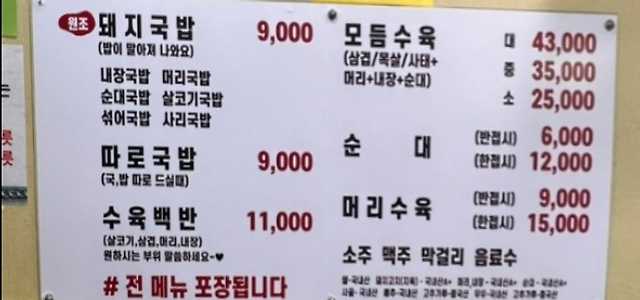 원조 돼지국밥 9,000
(밥이 말아져 나와요)
내장국밥 머리국밥
순대국밥 살코기국밥
섞어국밥 사리국밥
따로국밥 9,000
(국,밥 따로 드실때)
수육백반 11,000
(살코기,삼겹,머리,내장)
원하시는 부위 말씀하세요~♥
# 전 메뉴 포장됩니다
모듬수육 대 43,000
(삼겹/목살/사태+ 중 35,000
머리+내장+순대) 소 25,000
순대 (반접시) 6,000
(한접시) 12,000
머리수육 (반접시) 9,000
(한접시) 15,000
소주 맥주 막걸리 음료수